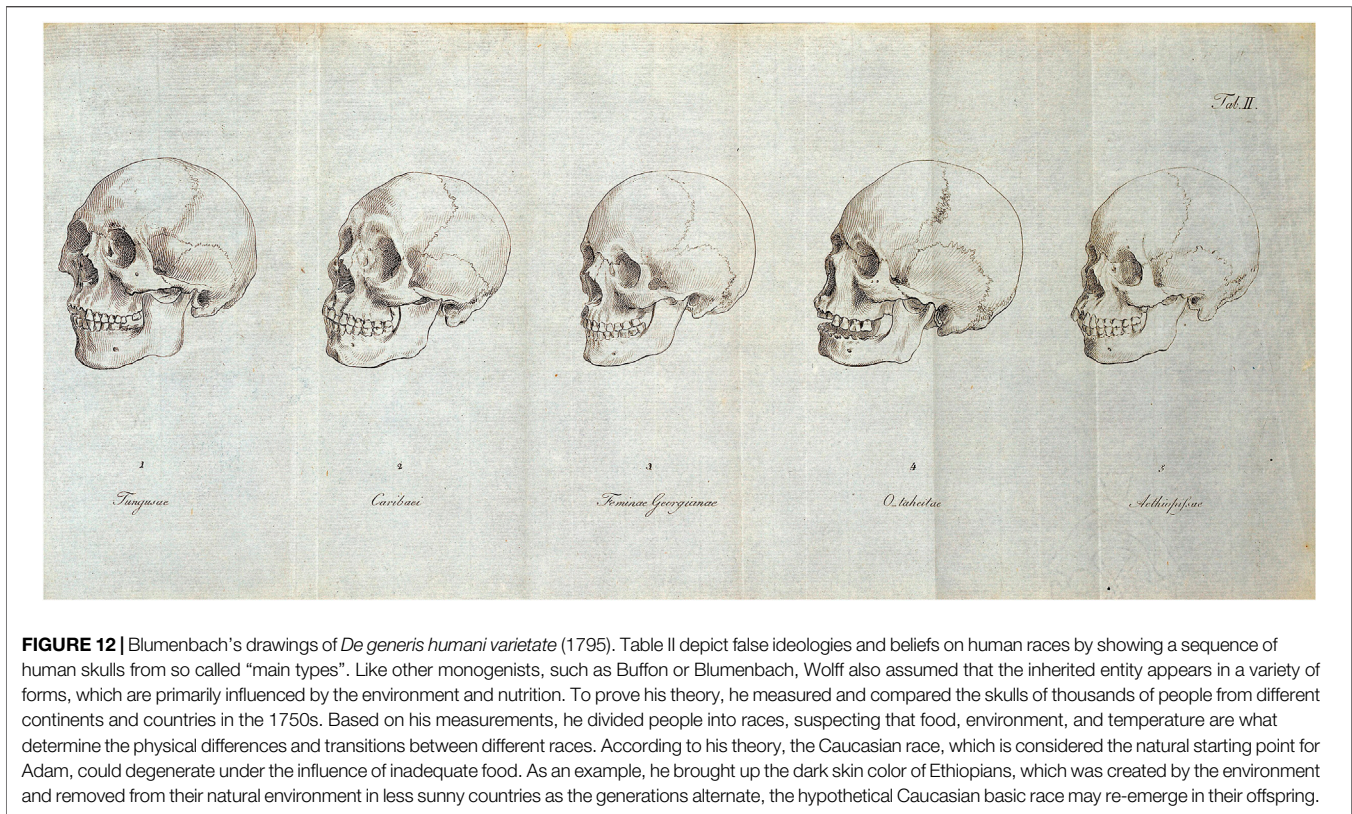 Tab. II.
1
2
3
4
5
Tungusae
Caribaei
Feminae Georgianae
O-taheitae
Aethiopissae
FIGURE 12 | Blumenbach's drawings of De generis humani varietate (1795). Table II depict false ideologies and beliefs on human races by showing a sequence of
human skulls from so called "main types". Like other monogenists, such as Buffon or Blumenbach, Wolff also assumed that the inherited entity appears in a variety of
forms, which are primarily influenced by the environment and nutrition. To prove his theory, he measured and compared the skulls of thousands of people from different
continents and countries in the 1750s. Based on his measurements, he divided people into races, suspecting that food, environment, and temperature are what
determine the physical differences and transitions between different races. According to his theory, the Caucasian race, which is considered the natural starting point for
Adam, could degenerate under the influence of inadequate food. As an example, he brought up the dark skin color of Ethiopians, which was created by the environment
and removed from their natural environment in less sunny countries as the generations alternate, the hypothetical Caucasian basic race may re-emerge in their offspring.